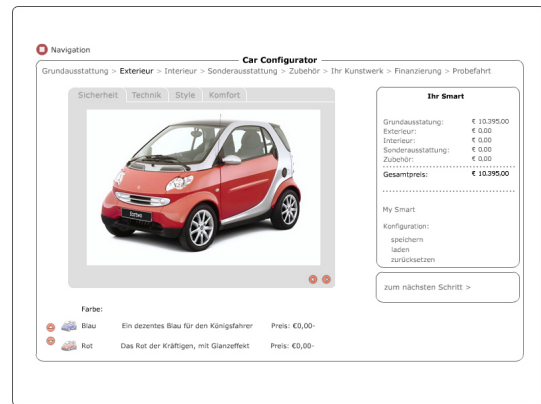 Navigation
Car Configurator
Grundausstattung > Exterieur > Interieur > Sonderausstattung > Zubehör > Ihr Kunstwerk > Finanzierung > Probefahrt
Sicherheit Technik Style Komfort
Ihr Smart
Grundausstatung: € 10.395.00
Exterieur: € 0,00
Interieur: € 0.00
Sonderausstattung: € 0.00
Zubehör: € 0.00
Gesamtpreis: € 10.395.00
My Smart
Konfiguration:
speichern
laden
zurücksetzen
zum nächsten Schritt >
forfwo
Farbe:
Blau EIn dezentes Blau für den Königsfahrer Preis: €0,00-
Rot Das Rot der Kräftigen, mit Glanzeffekt Preis: €0,00-